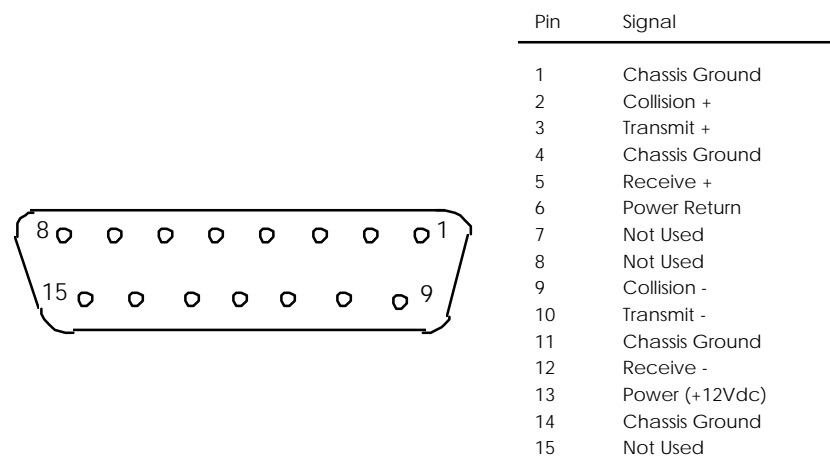 Pin Signal
1 Chassis Ground
2 Collision +
3 Transmit +
4 Chassis Ground
5 Receive +
6 Power Return
7 Not Used
8 Not Used
9 Collision -
10 Transmit -
11 Chassis Ground
12 Receive -
13 Power (+12Vdc)
14 Chassis Ground
15 Not Used
8 1
15 9